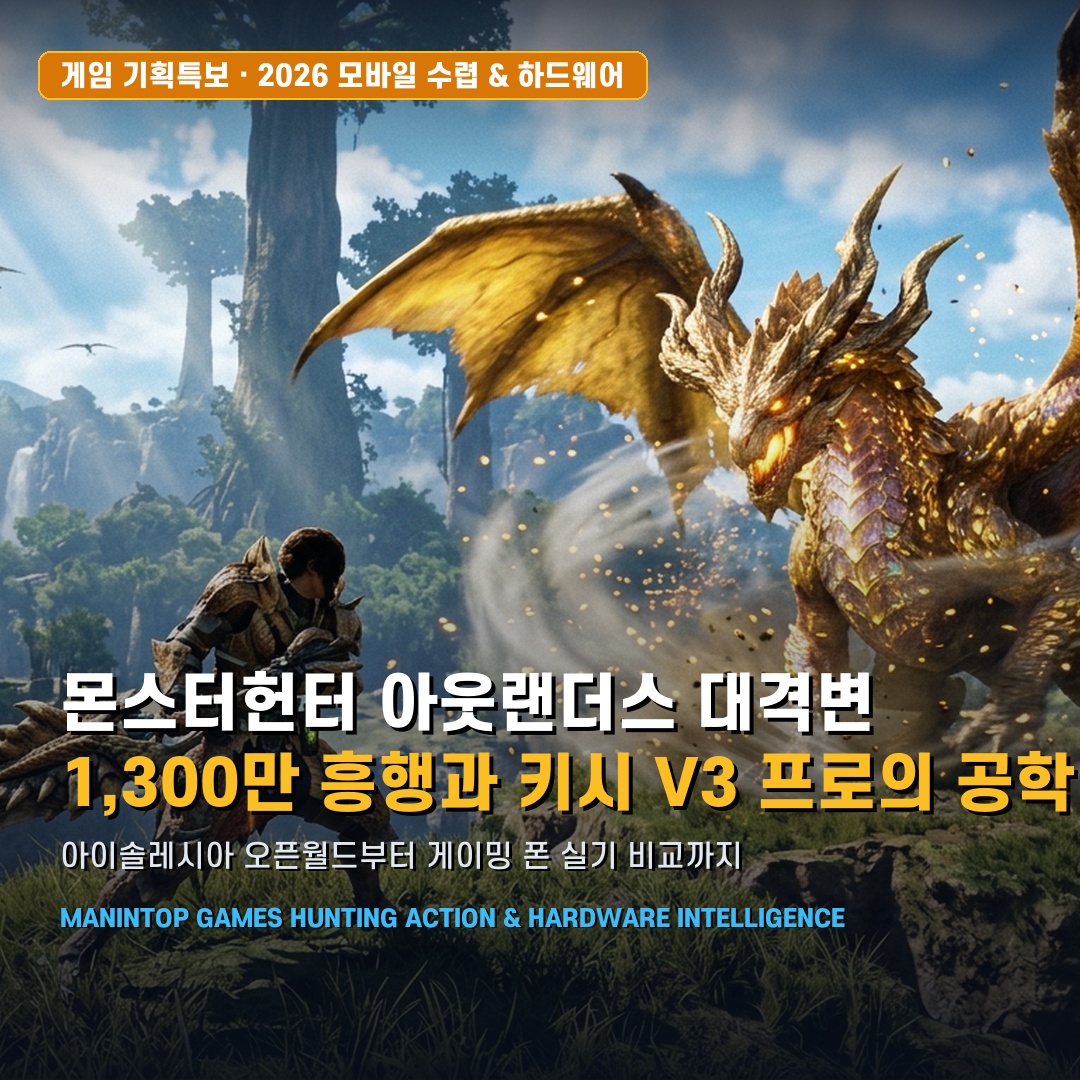 게임 기획특보 · 2026 모바일 수렵 & 하드웨어
몬스터헌터 아웃랜더스 대격변
1,300만 흥행과 키시 V3 프로의 공학
아이솔레시아 오픈월드부터 게이밍 폰 실기 비교까지
MANINTOP GAMES HUNTING ACTION & HARDWARE INTELLIGENCE